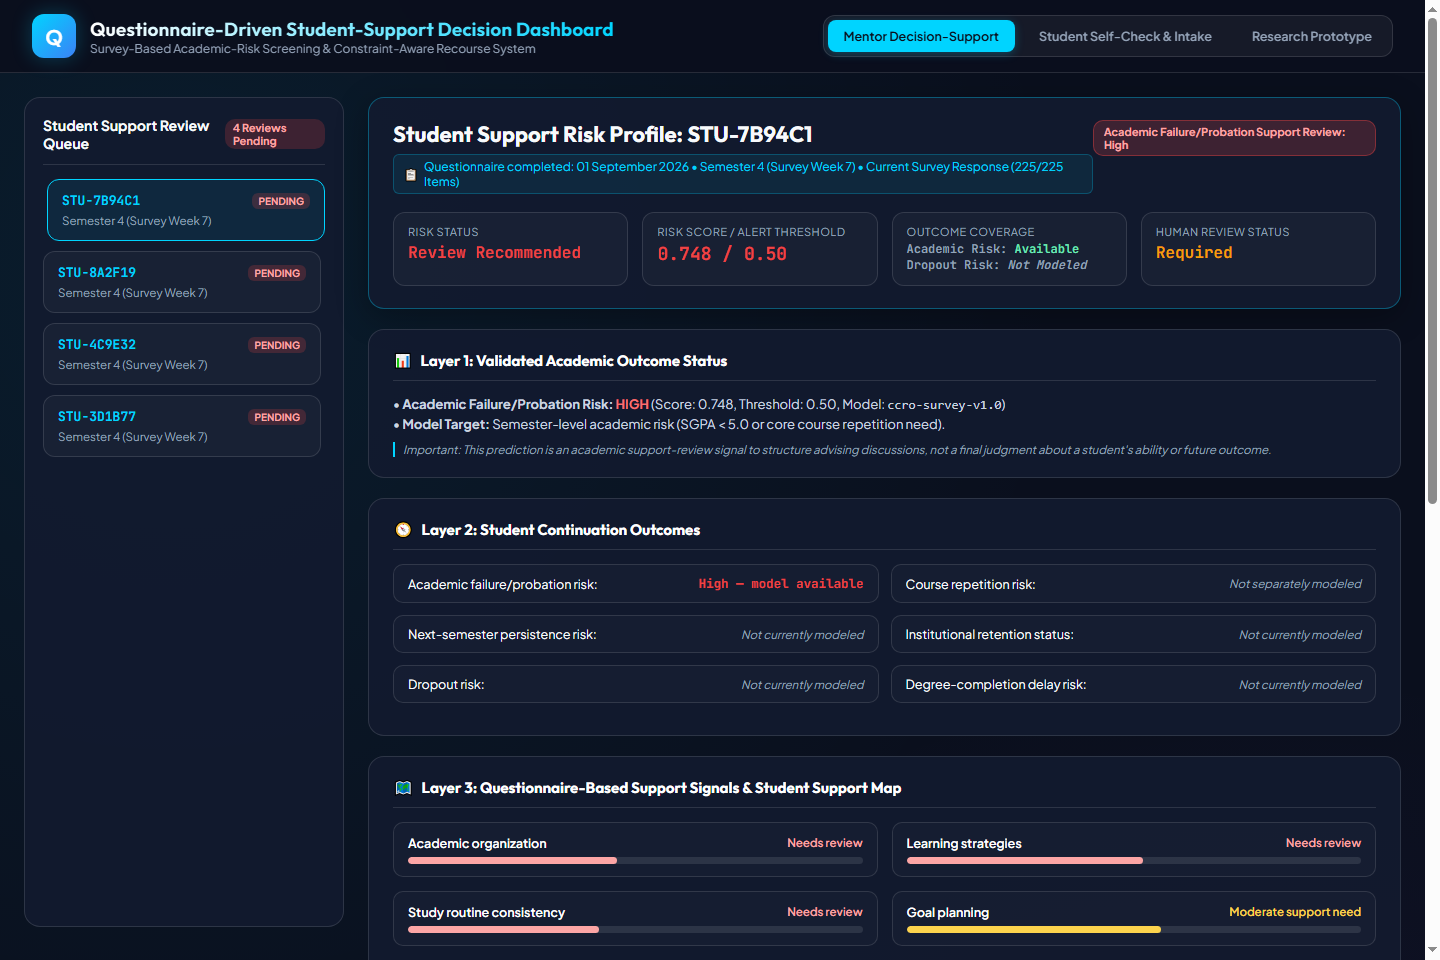 Q
Questionnaire-Driven Student-Support Decision Dashboard
Survey-Based Academic-Risk Screening & Constraint-Aware Recourse System
Mentor Decision-Support
Student Self-Check & Intake
Research Prototype
Student Support Review
Queue
4 Reviews
Pending
STU-7B94C1
PENDING
Semester 4 (Survey Week 7)
STU-8A2F19
PENDING
Semester 4 (Survey Week 7)
STU-4C9E32
PENDING
Semester 4 (Survey Week 7)
STU-3D1B77
PENDING
Semester 4 (Survey Week 7)
Student Support Risk Profile: STU-7B94C1
Academic Failure/Probation Support Review:
High
Questionnaire completed: 01 September 2026 • Semester 4 (Survey Week 7) • Current Survey Response (225/225
Items)
RISK STATUS
Review Recommended
RISK SCORE / ALERT THRESHOLD
0.748 / 0.50
OUTCOME COVERAGE
Academic Risk: Available
Dropout Risk: Not Modeled
HUMAN REVIEW STATUS
Required
Layer 1: Validated Academic Outcome Status
• Academic Failure/Probation Risk: HIGH (Score: 0.748, Threshold: 0.50, Model: ccro-survey-v1.0)
• Model Target: Semester-level academic risk (SGPA < 5.0 or core course repetition need).
Important: This prediction is an academic support-review signal to structure advising discussions, not a final judgment about a student's ability or future outcome.
Layer 2: Student Continuation Outcomes
Academic failure/probation risk: High — model available
Course repetition risk: Not separately modeled
Next-semester persistence risk: Not currently modeled
Institutional retention status: Not currently modeled
Dropout risk: Not currently modeled
Degree-completion delay risk: Not currently modeled
Layer 3: Questionnaire-Based Support Signals & Student Support Map
Academic organization Needs review
Learning strategies Needs review
Study routine consistency Needs review
Goal planning Moderate support need